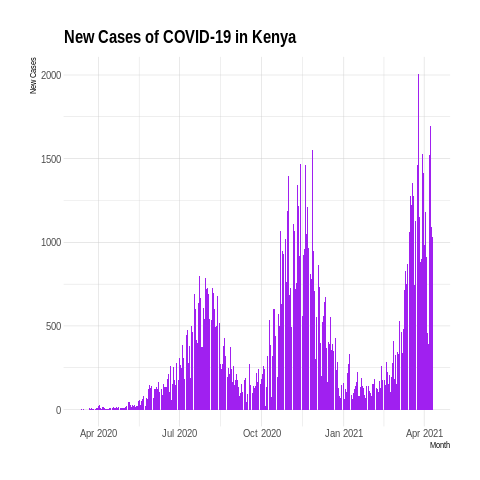 New Cases of COVID-19 in Kenya
New Cases
2000
1500
1000
500
0
Apr 2020 Jul 2020 Oct 2020 Jan 2021 Apr 2021
Month